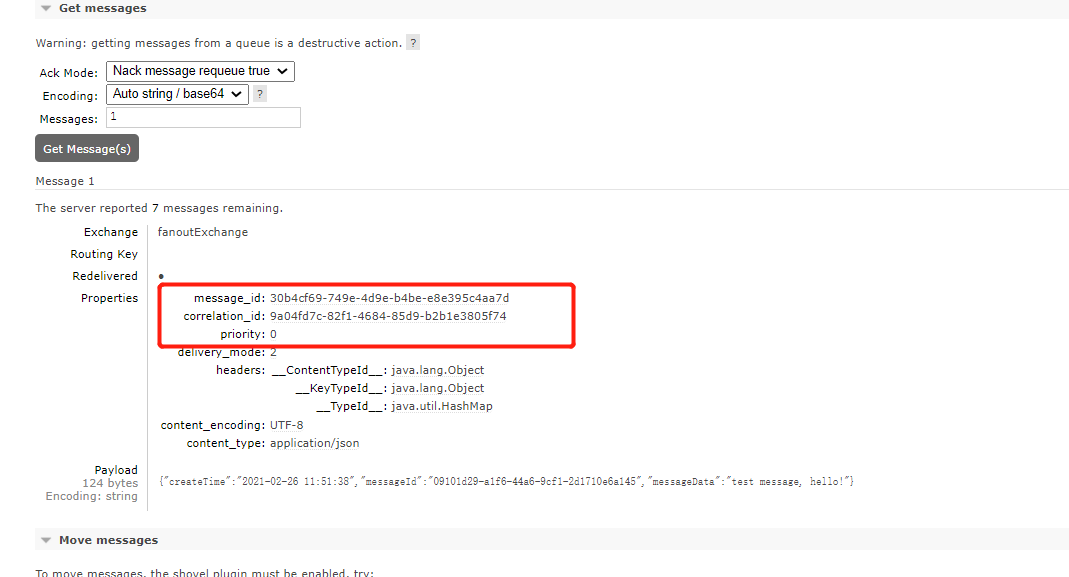 Get messages
Warning: getting messages from a queue is a destructive action. ?
Ack Mode: Nack message requeue true
Encoding: Auto string / base64 ?
Messages: 1
Get Message(s)
Message 1
The server reported 7 messages remaining.
Exchange fanoutExchange
Routing Key
Redelivered ●
Properties message_id: 30b4cf69-749e-4d9e-b4be-e8e395c4aa7d
correlation_id: 9a04fd7c-82f1-4684-85d9-b2b1e3805f74
priority: 0
delivery_mode: 2
headers: __ContentTypeId__: java.lang.Object
__KeyTypeId__: java.lang.Object
__TypeId__: java.util.HashMap
content_encoding: UTF-8
content_type: application/json
Payload
124 bytes
Encoding: string
{"createTime":"2021-02-26 11:51:38","messageId":"09101d29-a1f6-44a6-9cf1-2d1710e6a145","messageData":"test message, hello!"}
Move messages
To move messages, the shovel plugin must be enabled, try: